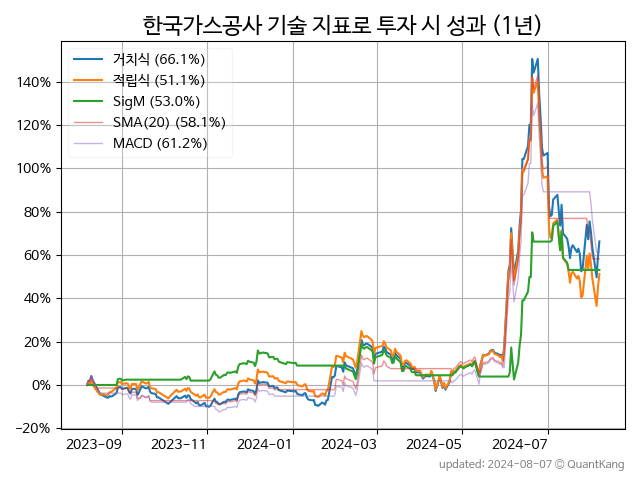 한국가스공사 기술 지표로 투자 시 성과 (1년)
거치식 (66.1%)
적립식 (51.1%)
SigM (53.0%)
SMA(20) (58.1%)
MACD (61.2%)
140%
120%
100%
80%
60%
40%
20%
0%
−20%
2023-09 2023-11 2024-01 2024-03 2024-05 2024-07
updated: 2024-08-07 © QuantKang